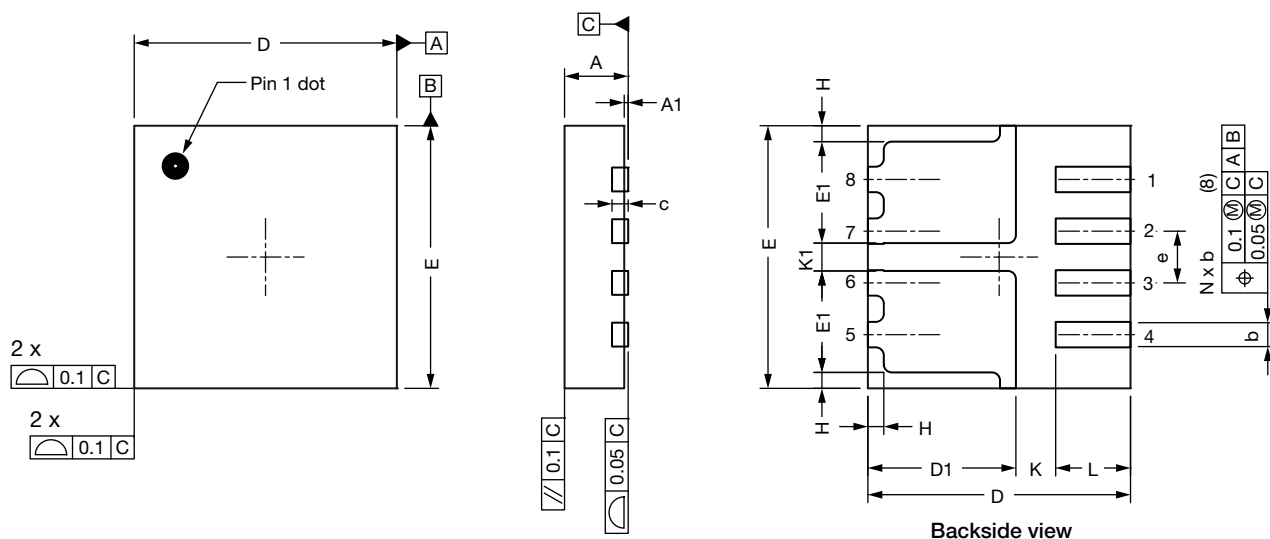 D
A
Pin 1 dot
B
E
2 x
0.1 C
2 x
0.1 C
C
A
A1
c
// 0.1 C
0.05 C
H
E1
K1
E1
H
E
8
7
6
5
1
2
3
4
e
b
N x b (8)
⌖ 0.1 Ⓜ C A B
0.05 Ⓜ C
H
D1
K
L
D
Backside view